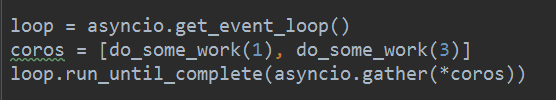 loop = asyncio.get_event_loop()
coros = [do_some_work(1), do_some_work(3)]
loop.run_until_complete(asyncio.gather(*coros))